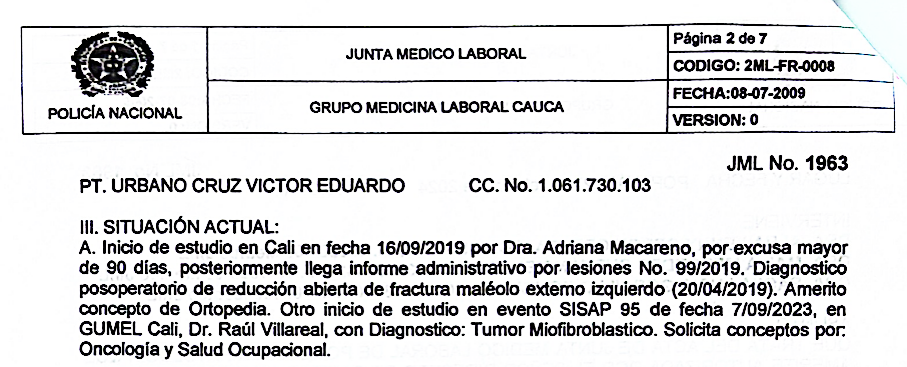 POLICÍA NACIONAL
JUNTA MEDICO LABORAL
GRUPO MEDICINA LABORAL CAUCA
Página 2 de 7
CODIGO: 2ML-FR-0008
FECHA:08-07-2009
VERSION: 0
JML No. 1963
PT. URBANO CRUZ VICTOR EDUARDO CC. No. 1.061.730.103
III. SITUACIÓN ACTUAL:
A. Inicio de estudio en Cali en fecha 16/09/2019 por Dra. Adriana Macareno, por excusa mayor
de 90 días, posteriormente llega informe administrativo por lesiones No. 99/2019. Diagnostico
posoperatorio de reducción abierta de fractura maléolo externo izquierdo (20/04/2019). Amerito
concepto de Ortopedia. Otro inicio de estudio en evento SISAP 95 de fecha 7/09/2023, en
GUMEL Cali, Dr. Raúl Villareal, con Diagnostico: Tumor Miofibroblastico. Solicita conceptos por:
Oncología y Salud Ocupacional.